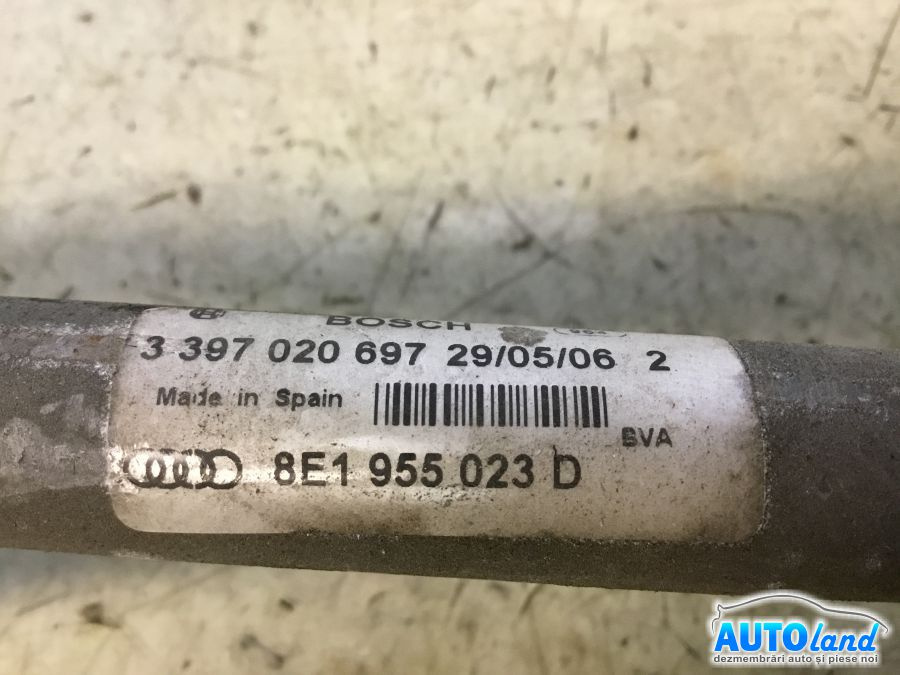 BOSCH
3 397 020 697 29/05/06 2
Made in Spain
BVA
8E1 955 023 D
AUTOland
dezmembrări auto și piese noi